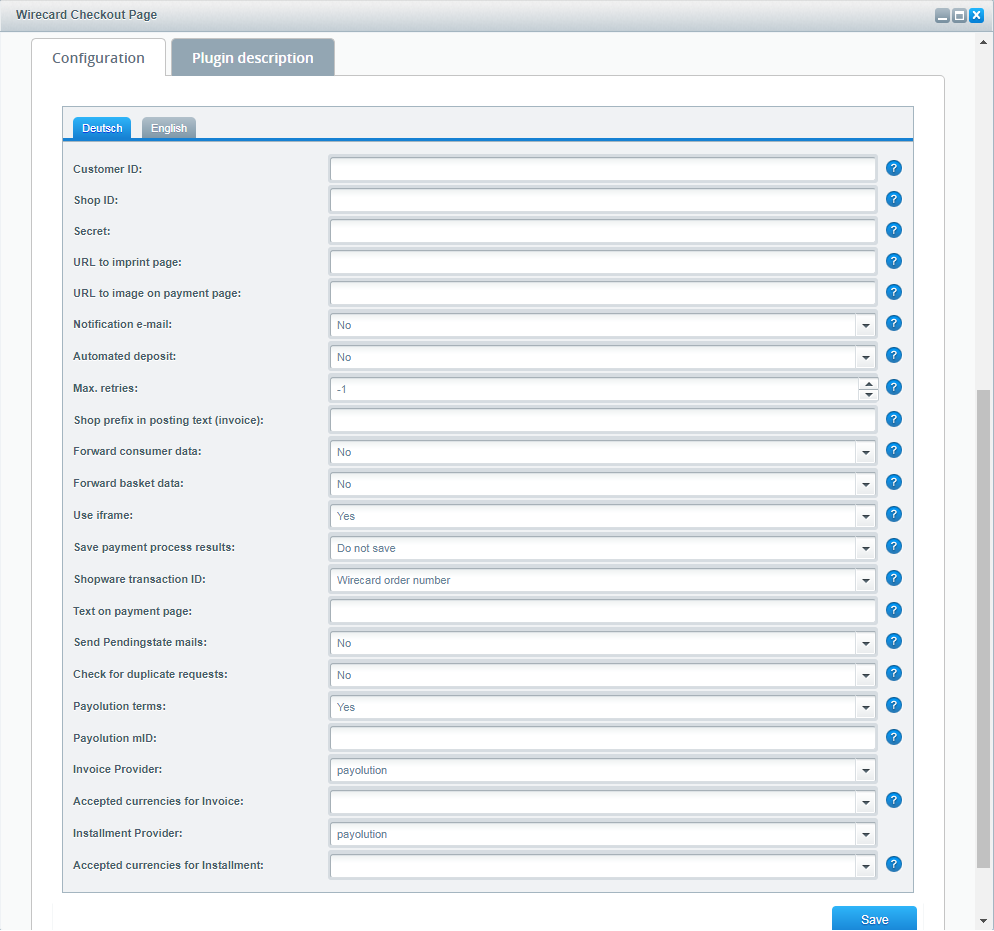 Wirecard Checkout Page
Configuration
Plugin description
Deutsch
English
Customer ID:
?
Shop ID:
?
Secret:
?
URL to imprint page:
?
URL to image on payment page:
?
Notification e-mail: No
?
Automated deposit: No
?
Max. retries: -1
?
Shop prefix in posting text (invoice):
?
Forward consumer data: No
?
Forward basket data: No
?
Use iframe: Yes
?
Save payment process results: Do not save
?
Shopware transaction ID: Wirecard order number
?
Text on payment page:
?
Send Pendingstate mails: No
?
Check for duplicate requests: No
?
Payolution terms: Yes
?
Payolution mID:
?
Invoice Provider: payolution
Accepted currencies for Invoice:
?
Installment Provider: payolution
Accepted currencies for Installment:
?
Save